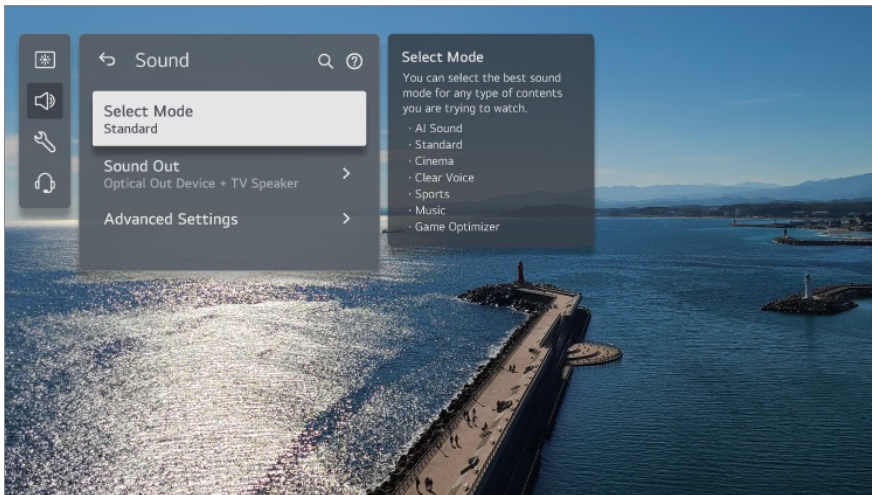 Sound
Select Mode
Standard
Sound Out
Optical Out Device + TV Speaker
Advanced Settings
Select Mode
You can select the best sound
mode for any type of contents
you are trying to watch.
· AI Sound
· Standard
· Cinema
· Clear Voice
· Sports
· Music
· Game Optimizer